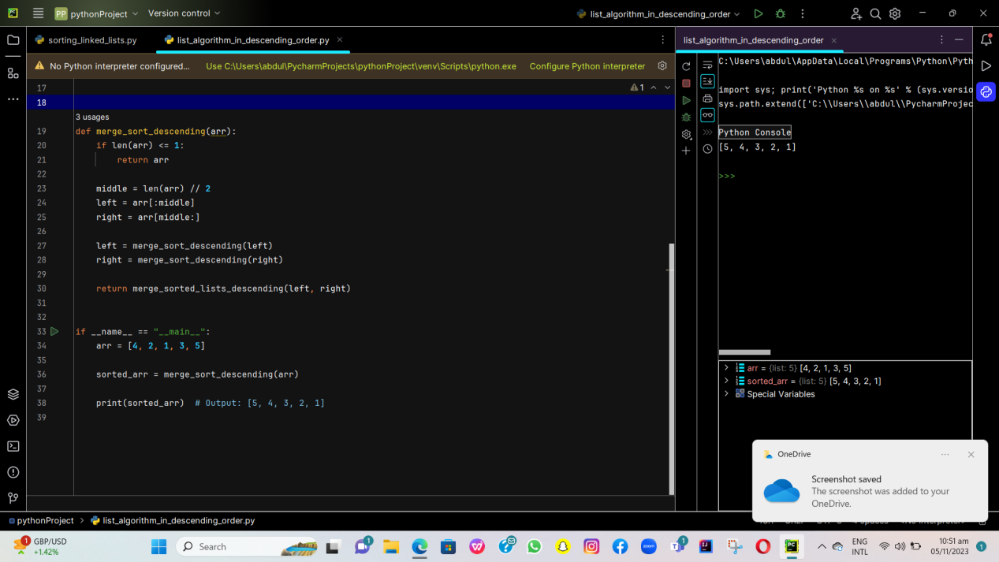 PP pythonProject Version control list_algorithm_in_descending_order
sorting_linked_lists.py list_algorithm_in_descending_order.py
No Python interpreter configured... Use C:\Users\abdul\PycharmProjects\pythonProject\venv\Scripts\python.exe Configure Python interpreter
17 1
18
3 usages
19 def merge_sort_descending(arr):
20 if len(arr) <= 1:
21 return arr
22
23 middle = len(arr) // 2
24 left = arr[:middle]
25 right = arr[middle:]
26
27 left = merge_sort_descending(left)
28 right = merge_sort_descending(right)
29
30 return merge_sorted_lists_descending(left, right)
31
32
33 if __name__ == "__main__":
34 arr = [4, 2, 1, 3, 5]
35
36 sorted_arr = merge_sort_descending(arr)
37
38 print(sorted_arr) # Output: [5, 4, 3, 2, 1]
39
list_algorithm_in_descending_order
C:\Users\abdul\AppData\Local\Programs\Python\Pyth
import sys; print('Python %s on %s' % (sys.versio
sys.path.extend(['C:\\Users\\abdul\\PycharmProjec
Python Console
[5, 4, 3, 2, 1]
>>>
arr = {list: 5} [4, 2, 1, 3, 5]
sorted_arr = {list: 5} [5, 4, 3, 2, 1]
Special Variables
OneDrive
Screenshot saved
The screenshot was added to your
OneDrive.
pythonProject > list_algorithm_in_descending_order.py
1 GBP/USD
+1.42%
Search
1
zoom
1
PC
ENG
INTL
10:51 am
05/11/2023
1